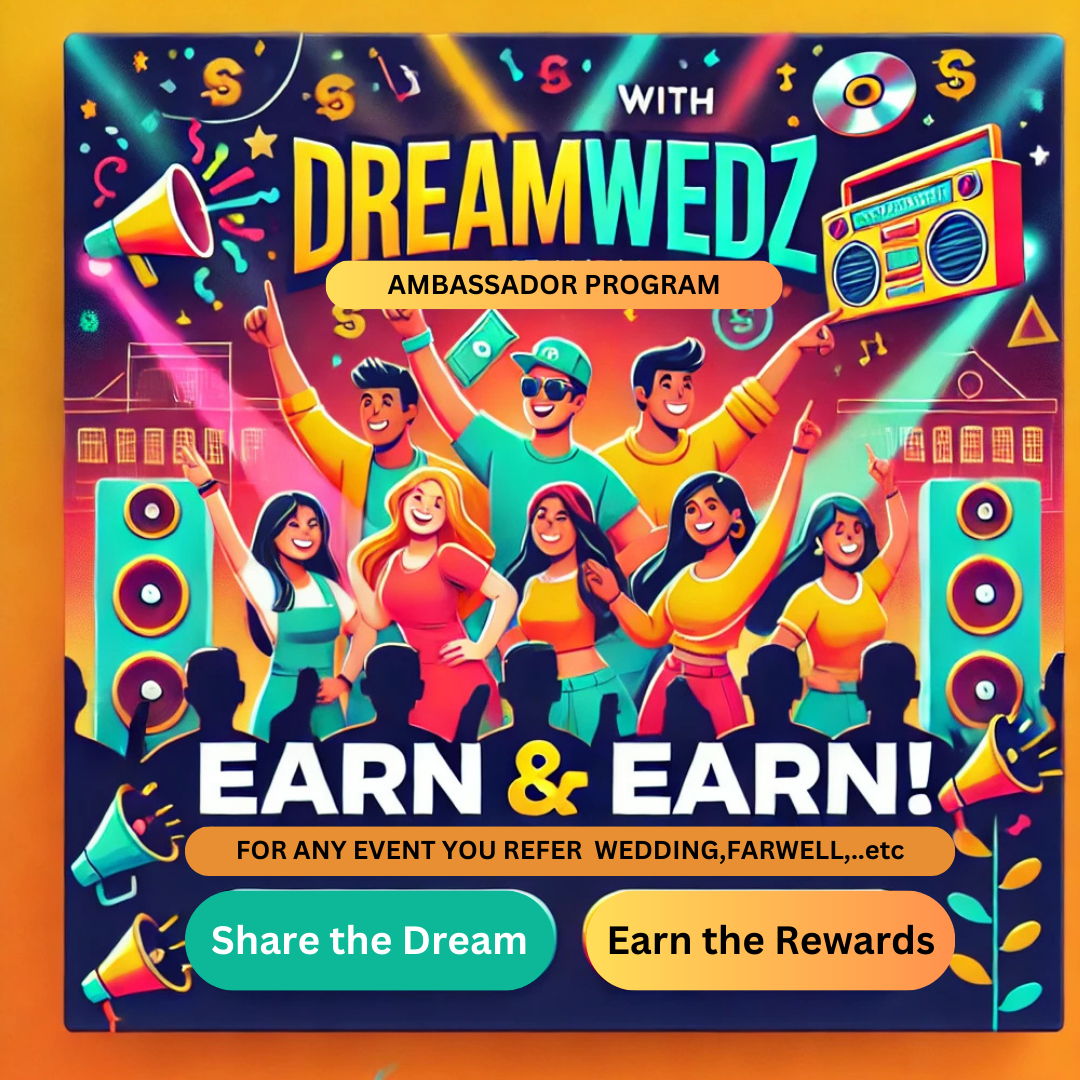 WITH
DREAMWEDZ
AMBASSADOR PROGRAM
EARN & EARN!
FOR ANY EVENT YOU REFER WEDDING,FARWELL,..etc
Share the Dream
Earn the Rewards